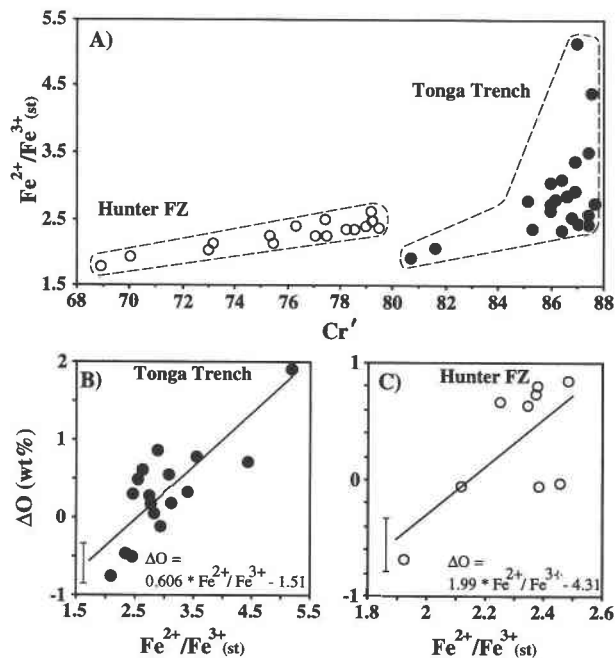 A)
5.5
4.5
3.5
2.5
1.5
Fe2+/Fe3+(st)
Tonga Trench
Hunter FZ
68 70 72 74 76 78 80 82 84 86 88
Cr′
B) Tonga Trench
2
1
0
-1
ΔO (wt%)
ΔO =
0.606 * Fe2+/Fe3+ - 1.51
1.5 2.5 3.5 4.5 5.5
Fe2+/Fe3+(st)
C) Hunter FZ
1
0
-1
ΔO =
1.99 * Fe2+/Fe3+ - 4.31
1.8 2 2.2 2.4 2.6
Fe2+/Fe3+(st)